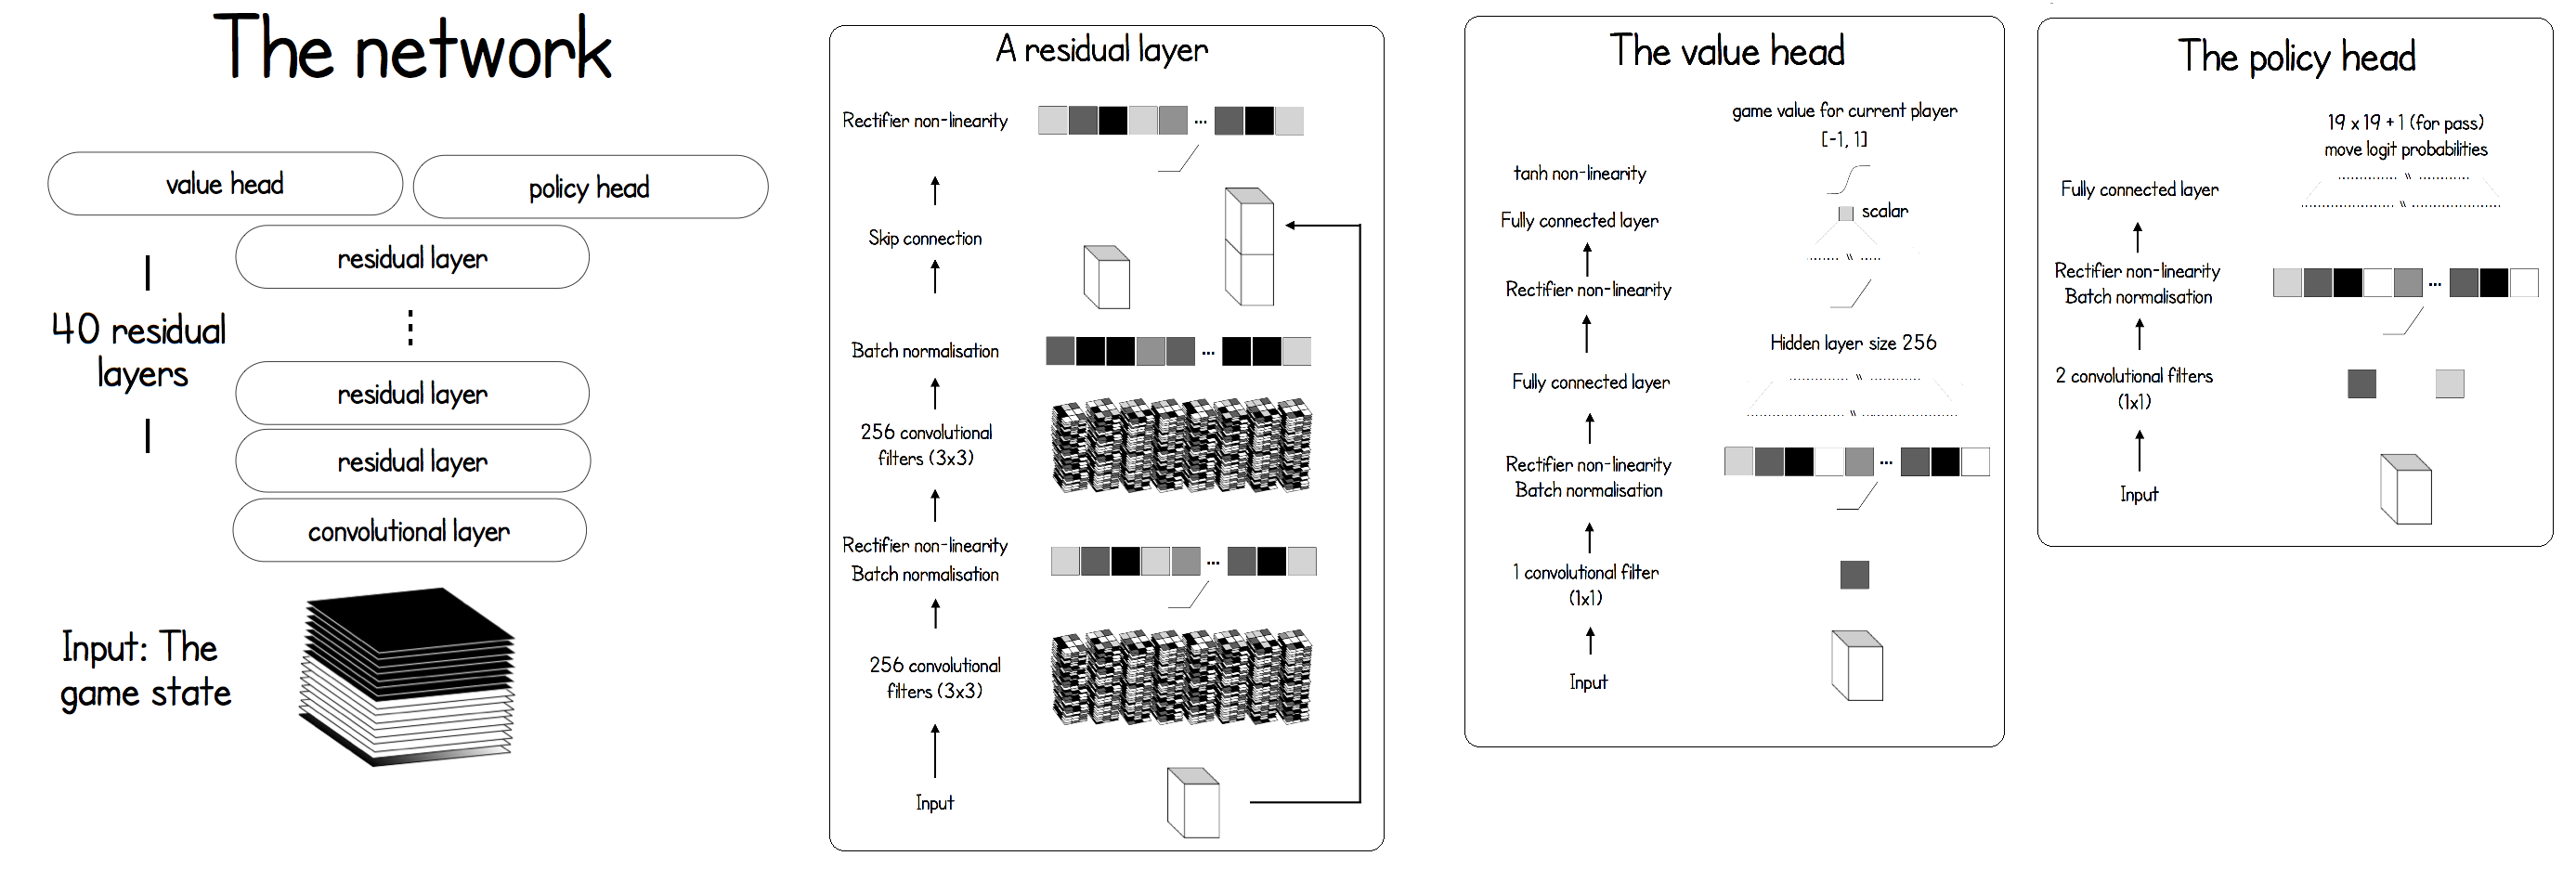 The network
value head
policy head
residual layer
40 residual
layers
residual layer
residual layer
convolutional layer
Input: The
game state
A residual layer
Rectifier non-linearity
...
Skip connection
Batch normalisation
...
256 convolutional
filters (3x3)
Rectifier non-linearity
Batch normalisation
...
256 convolutional
filters (3x3)
Input
The value head
game value for current player
[-1, 1]
tanh non-linearity
scalar
Fully connected layer
Rectifier non-linearity
Hidden layer size 256
Fully connected layer
Rectifier non-linearity
Batch normalisation
...
1 convolutional filter
(1x1)
Input
The policy head
19 x 19 + 1 (for pass)
move logit probabilities
Fully connected layer
Rectifier non-linearity
Batch normalisation
...
2 convolutional filters
(1x1)
Input